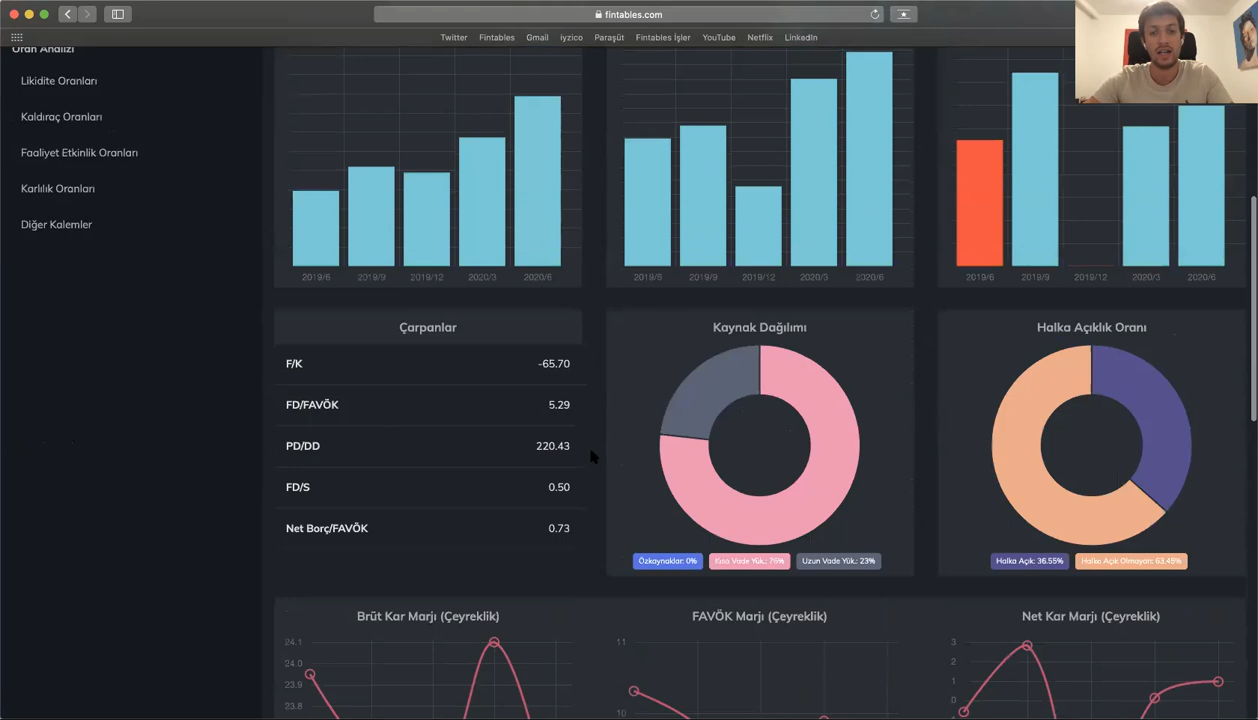 fintables.com
Twitter Fintables Gmail iyzico Paraşüt Fintables İşler YouTube Netflix LinkedIn
Oran Analizi
Likidite Oranları
Kaldıraç Oranları
Faaliyet Etkinlik Oranları
Karlılık Oranları
Diğer Kalemler
2019/6 2019/9 2019/12 2020/3 2020/6
2019/6 2019/9 2019/12 2020/3 2020/6
2019/6 2019/9 2019/12 2020/3 2020/6
Çarpanlar
F/K -65.70
FD/FAVÖK 5.29
PD/DD 220.43
FD/S 0.50
Net Borç/FAVÖK 0.73
Kaynak Dağılımı
Özkaynaklar: 0% Kısa Vade Yük.: 76% Uzun Vade Yük.: 23%
Halka Açıklık Oranı
Halka Açık: 36.55% Halka Açık Olmayan: 63.45%
Brüt Kar Marjı (Çeyreklik)
24.1
24.0
23.9
23.8
FAVÖK Marjı (Çeyreklik)
11
10
Net Kar Marjı (Çeyreklik)
3
2
1
0